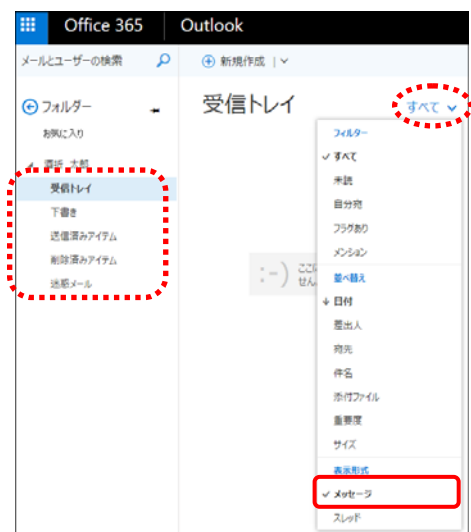 Office 365 Outlook
メールとユーザーの検索
新規作成
フォルダー
お気に入り
太郎
受信トレイ
下書き
送信済みアイテム
削除済みアイテム
迷惑メール
受信トレイ
すべて
フィルター
すべて
未読
自分宛
フラグあり
メンション
並べ替え
日付
差出人
宛先
件名
添付ファイル
重要度
サイズ
表示形式
メッセージ
スレッド
:-)
せん。